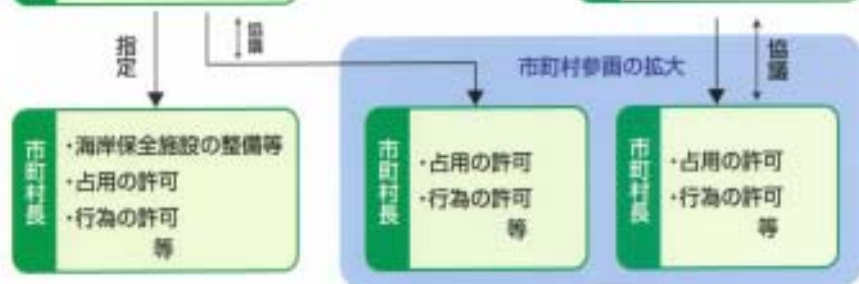 指定
協議
市町村参画の拡大
協議
市町村長
・海岸保全施設の整備等
・占用の許可
・行為の許可
等
市町村長
・占用の許可
・行為の許可
等
市町村長
・占用の許可
・行為の許可
等